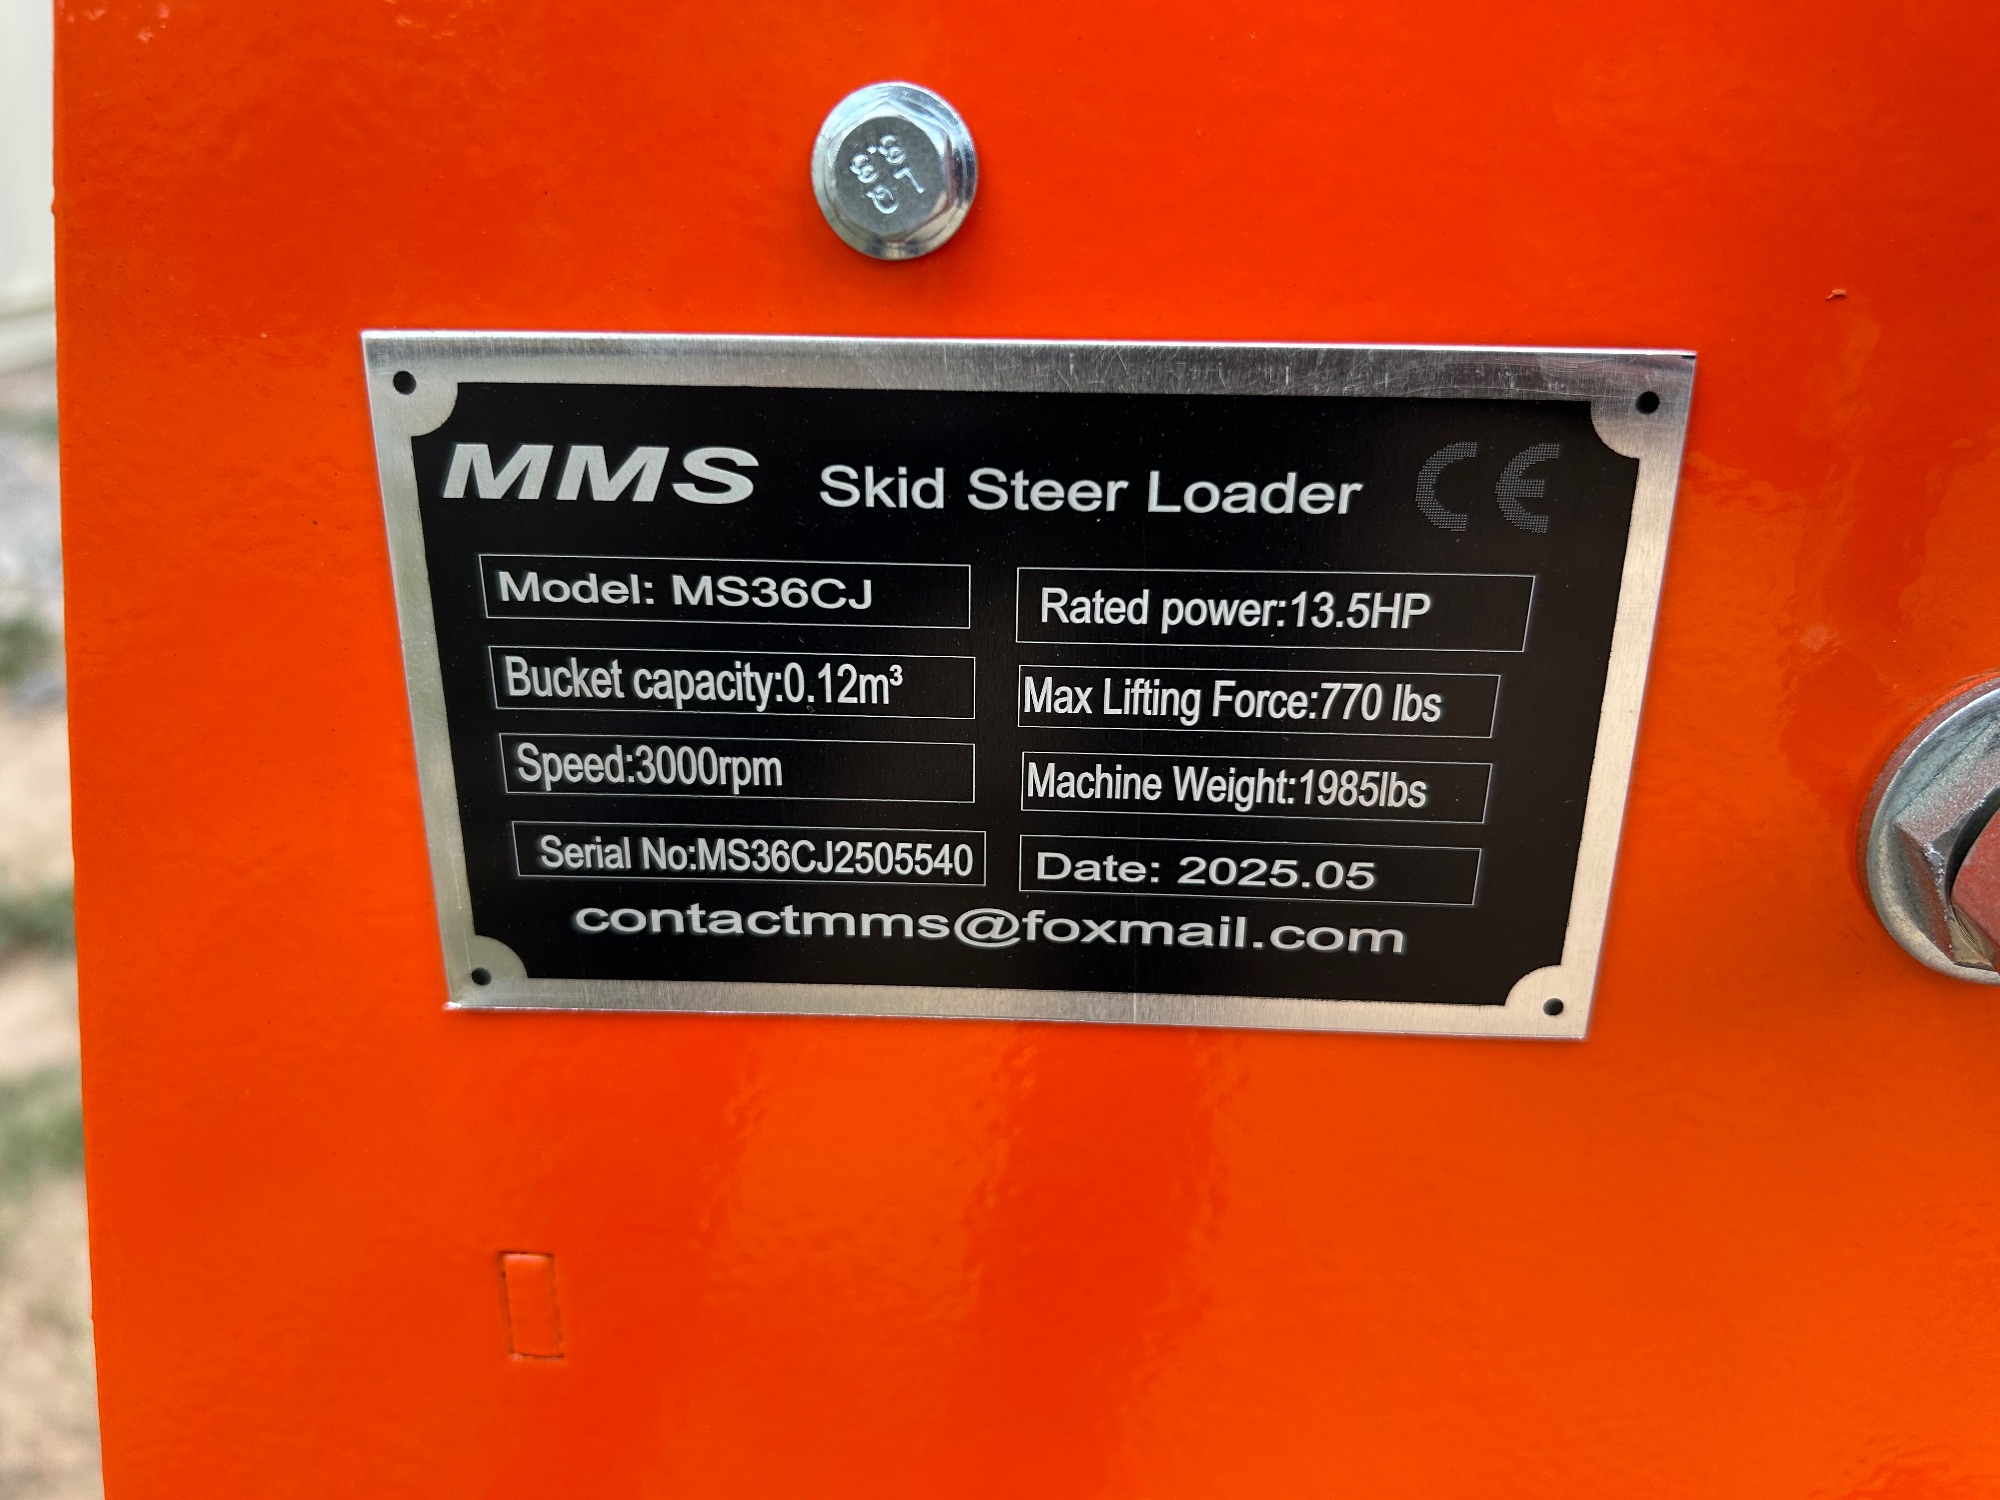 MMS Skid Steer Loader CE
Model: MS36CJ
Rated power:13.5HP
Bucket capacity:0.12m³
Max Lifting Force:770 lbs
Speed:3000rpm
Machine Weight:1985lbs
Serial No:MS36CJ2505540
Date: 2025.05
contactmms@foxmail.com